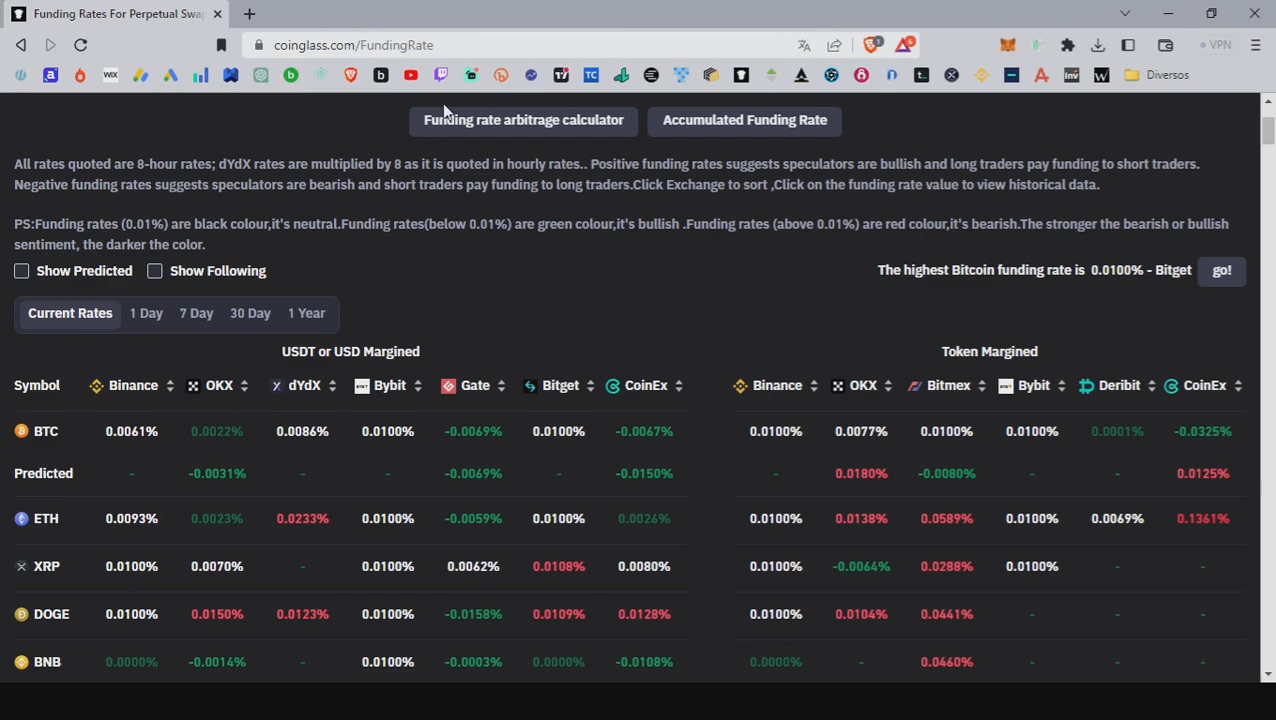 Funding Rates For Perpetual Swap
coinglass.com/FundingRate
VPN
Diversos
Funding rate arbitrage calculator
Accumulated Funding Rate
All rates quoted are 8-hour rates; dYdX rates are multiplied by 8 as it is quoted in hourly rates.. Positive funding rates suggests speculators are bullish and long traders pay funding to short traders.
Negative funding rates suggests speculators are bearish and short traders pay funding to long traders.Click Exchange to sort ,Click on the funding rate value to view historical data.
PS:Funding rates (0.01%) are black colour,it's neutral.Funding rates(below 0.01%) are green colour,it's bullish .Funding rates (above 0.01%) are red colour,it's bearish.The stronger the bearish or bullish
sentiment, the darker the color.
Show Predicted Show Following
The highest Bitcoin funding rate is 0.0100% - Bitget go!
Current Rates 1 Day 7 Day 30 Day 1 Year
USDT or USD Margined Token Margined
Symbol Binance OKX dYdX Bybit Gate Bitget CoinEx Binance OKX Bitmex Bybit Deribit CoinEx
BTC 0.0061% 0.0022% 0.0086% 0.0100% -0.0069% 0.0100% -0.0067% 0.0100% 0.0077% 0.0100% 0.0100% 0.0001% -0.0325%
Predicted - -0.0031% - - -0.0069% - -0.0150% - 0.0180% -0.0080% - - 0.0125%
ETH 0.0093% 0.0023% 0.0233% 0.0100% -0.0059% 0.0100% 0.0026% 0.0100% 0.0138% 0.0589% 0.0100% 0.0069% 0.1361%
XRP 0.0100% 0.0070% - 0.0100% 0.0062% 0.0108% 0.0080% 0.0100% -0.0064% 0.0288% 0.0100% - -
DOGE 0.0100% 0.0150% 0.0123% 0.0100% -0.0158% 0.0109% 0.0128% 0.0100% 0.0104% 0.0441% - - -
BNB 0.0000% -0.0014% - 0.0100% -0.0003% 0.0000% -0.0108% 0.0000% - 0.0460% - - -